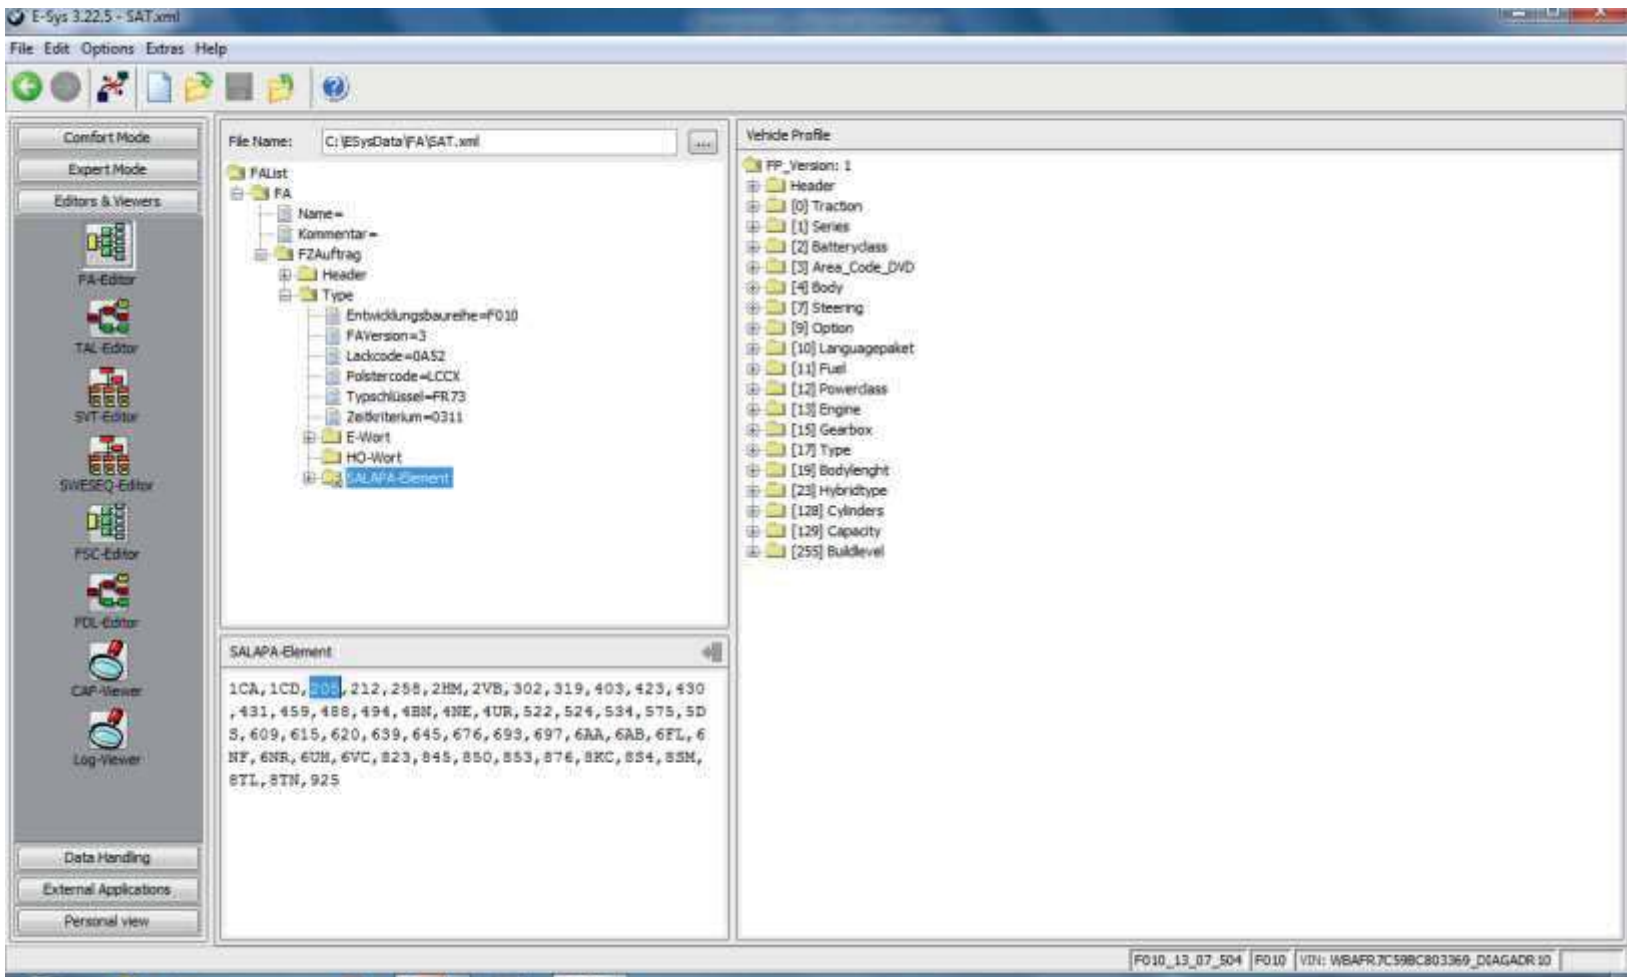 E-Sys 3.22.5 - SAT.xml
File Edit Options Extras Help
Comfort Mode
Expert Mode
Editors & Viewers
FA-Editor
TAL-Editor
SVT-Editor
SWESEQ-Editor
FSC-Editor
FDL-Editor
CAF-Viewer
Log-Viewer
Data Handling
External Applications
Personal view
File Name: C:\ESysData\FA\SAT.xml ...
FAList
FA
Name=
Kommentar=
FZAuftrag
Header
Type
Entwicklungsbaureihe=F010
FAVersion=3
Lackcode=0A52
Polstercode=LCCX
Typschlüssel=FR73
Zeitkriterium=0311
E-Wort
HO-Wort
SALAPA-Element
SALAPA-Element
1CA,1CD,205,212,258,2HM,2VB,302,319,403,423,430
,431,459,488,494,4BN,4NE,4UR,522,524,534,575,5D
S,609,615,620,639,645,676,693,697,6AA,6AB,6FL,6
NF,6NR,6UH,6VC,823,845,850,853,876,8KC,8S4,8SM,
8TL,8TN,925
Vehicle Profile
FP_Version: 1
Header
[0] Traction
[1] Series
[2] Batteryclass
[3] Area_Code_DVD
[4] Body
[7] Steering
[9] Option
[10] Languagepaket
[11] Fuel
[12] Powerclass
[13] Engine
[15] Gearbox
[17] Type
[19] Bodylenght
[23] Hybridtype
[128] Cylinders
[129] Capacity
[255] Buildlevel
F010_13_07_504 F010 VIN: WBAFR7C59BC803369_DIAGADR10